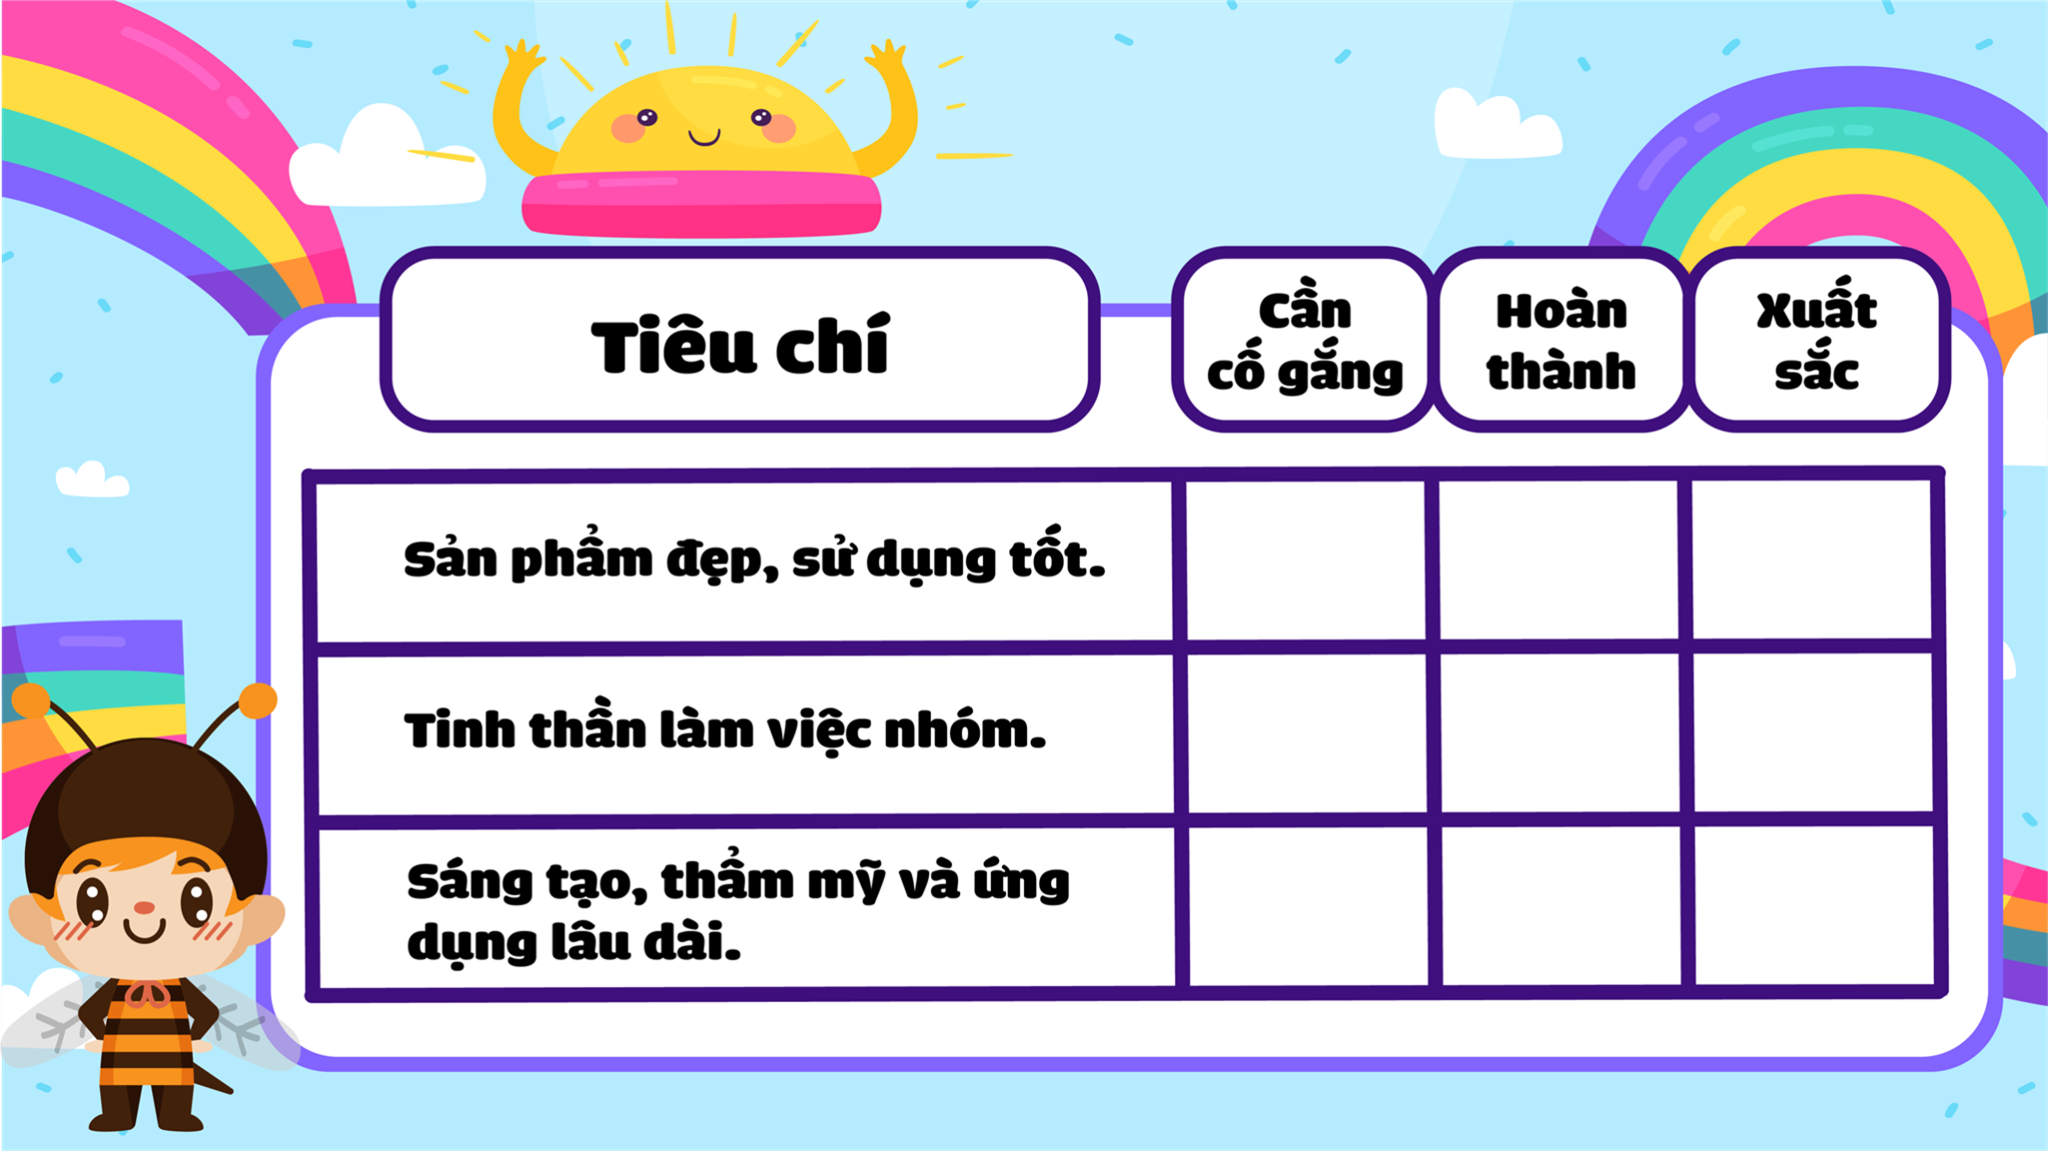 Tiêu chí
Cần
cố gắng
Hoàn
thành
Xuất
sắc
Sản phẩm đẹp, sử dụng tốt.
Tinh thần làm việc nhóm.
Sáng tạo, thẩm mỹ và ứng
dụng lâu dài.